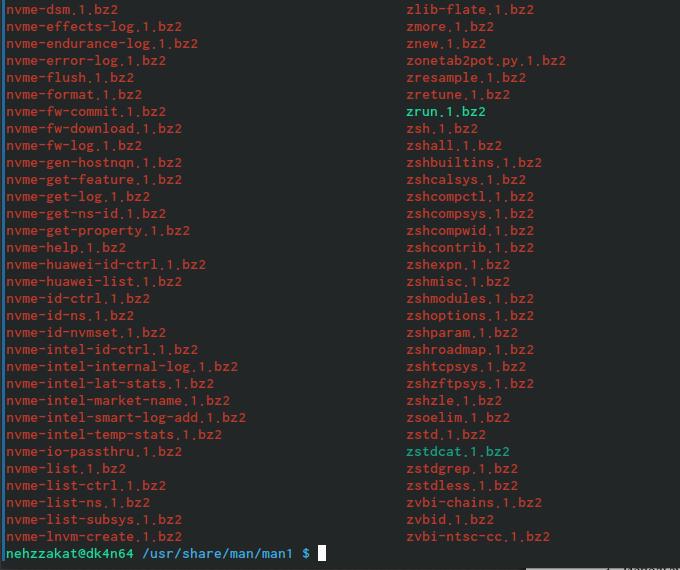 nvme-dsm.1.bz2 zlib-flate.1.bz2
nvme-effects-log.1.bz2 zmore.1.bz2
nvme-endurance-log.1.bz2 znew.1.bz2
nvme-error-log.1.bz2 zonetab2pot.py.1.bz2
nvme-flush.1.bz2 zresample.1.bz2
nvme-format.1.bz2 zretune.1.bz2
nvme-fw-commit.1.bz2 zrun.1.bz2
nvme-fw-download.1.bz2 zsh.1.bz2
nvme-fw-log.1.bz2 zshall.1.bz2
nvme-gen-hostnqn.1.bz2 zshbuiltins.1.bz2
nvme-get-feature.1.bz2 zshcalsys.1.bz2
nvme-get-log.1.bz2 zshcompctl.1.bz2
nvme-get-ns-id.1.bz2 zshcompsys.1.bz2
nvme-get-property.1.bz2 zshcompwid.1.bz2
nvme-help.1.bz2 zshcontrib.1.bz2
nvme-huawei-id-ctrl.1.bz2 zshexpn.1.bz2
nvme-huawei-list.1.bz2 zshmisc.1.bz2
nvme-id-ctrl.1.bz2 zshmodules.1.bz2
nvme-id-ns.1.bz2 zshoptions.1.bz2
nvme-id-nvmset.1.bz2 zshparam.1.bz2
nvme-intel-id-ctrl.1.bz2 zshroadmap.1.bz2
nvme-intel-internal-log.1.bz2 zshtcpsys.1.bz2
nvme-intel-lat-stats.1.bz2 zshzftpsys.1.bz2
nvme-intel-market-name.1.bz2 zshzle.1.bz2
nvme-intel-smart-log-add.1.bz2 zsoelim.1.bz2
nvme-intel-temp-stats.1.bz2 zstd.1.bz2
nvme-io-passthru.1.bz2 zstdcat.1.bz2
nvme-list.1.bz2 zstdgrep.1.bz2
nvme-list-ctrl.1.bz2 zstdless.1.bz2
nvme-list-ns.1.bz2 zvbi-chains.1.bz2
nvme-list-subsys.1.bz2 zvbid.1.bz2
nvme-lnvm-create.1.bz2 zvbi-ntsc-cc.1.bz2
nehzzakat@dk4n64 /usr/share/man/man1 $